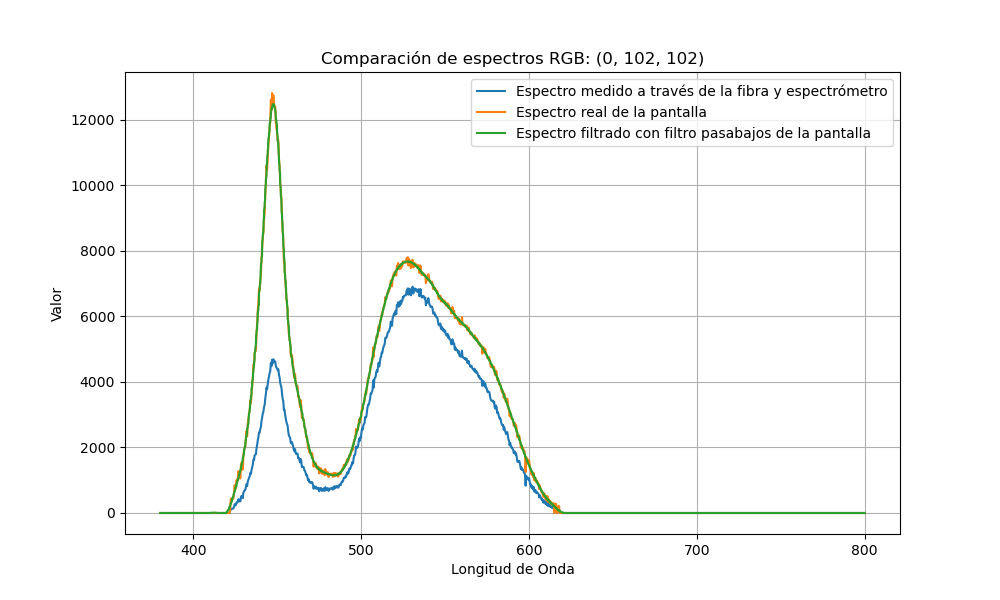 Comparación de espectros RGB: (0, 102, 102)
Espectro medido a través de la fibra y espectrómetro
Espectro real de la pantalla
Espectro filtrado con filtro pasabajos de la pantalla
Valor
12000
10000
8000
6000
4000
2000
0
400 500 600 700 800
Longitud de Onda